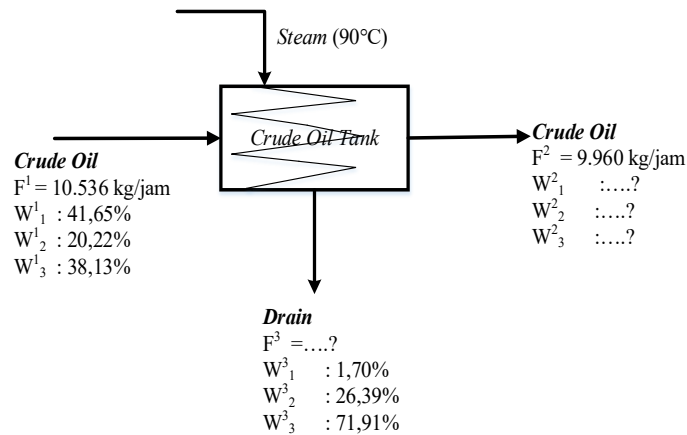 Steam (90°C)
Crude Oil Tank
Crude Oil
F¹ = 10.536 kg/jam
W¹₁ : 41,65%
W¹₂ : 20,22%
W¹₃ : 38,13%
Crude Oil
F² = 9.960 kg/jam
W²₁ :….?
W²₂ :….?
W²₃ :….?
Drain
F³ =….?
W³₁ : 1,70%
W³₂ : 26,39%
W³₃ : 71,91%